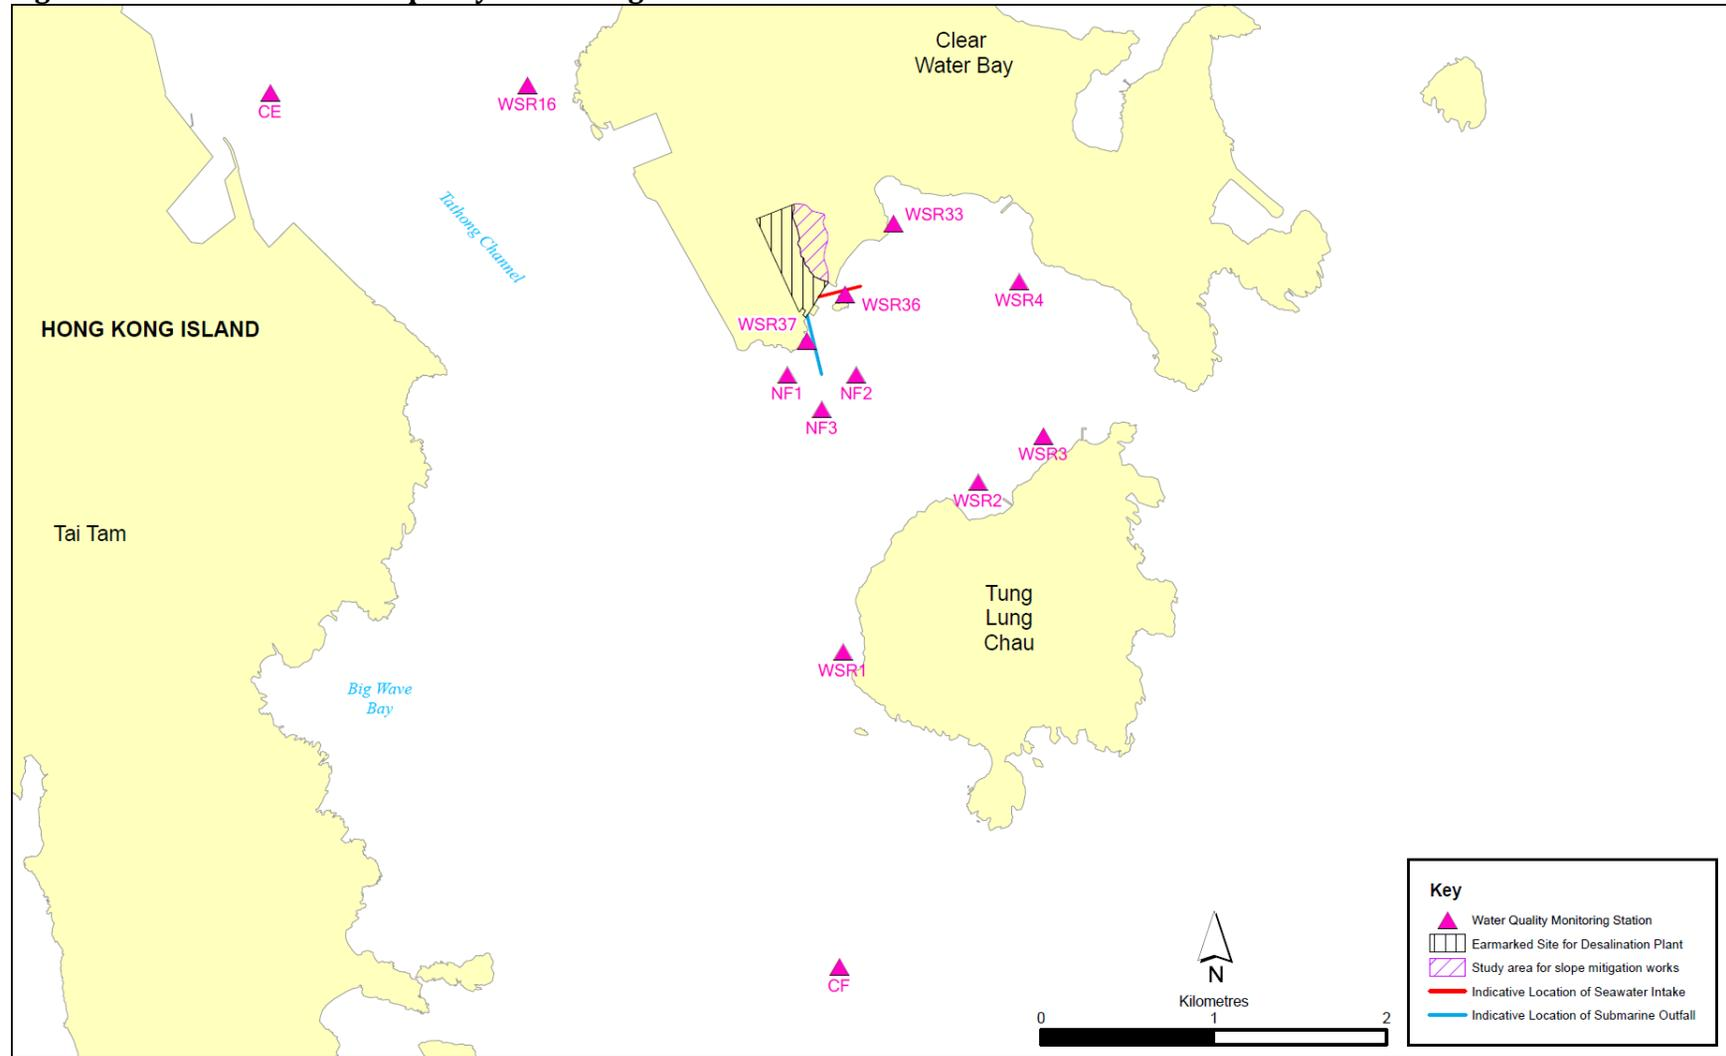 Clear
Water Bay
CE
WSR16
Tathong Channel
WSR33
WSR4
WSR36
HONG KONG ISLAND
WSR37
NF1
NF2
NF3
WSR3
WSR2
Tai Tam
Tung
Lung
Chau
WSR1
Big Wave
Bay
CF
N
Kilometres
0 1 2
Key
Water Quality Monitoring Station
Earmarked Site for Desalination Plant
Study area for slope mitigation works
Indicative Location of Seawater Intake
Indicative Location of Submarine Outfall